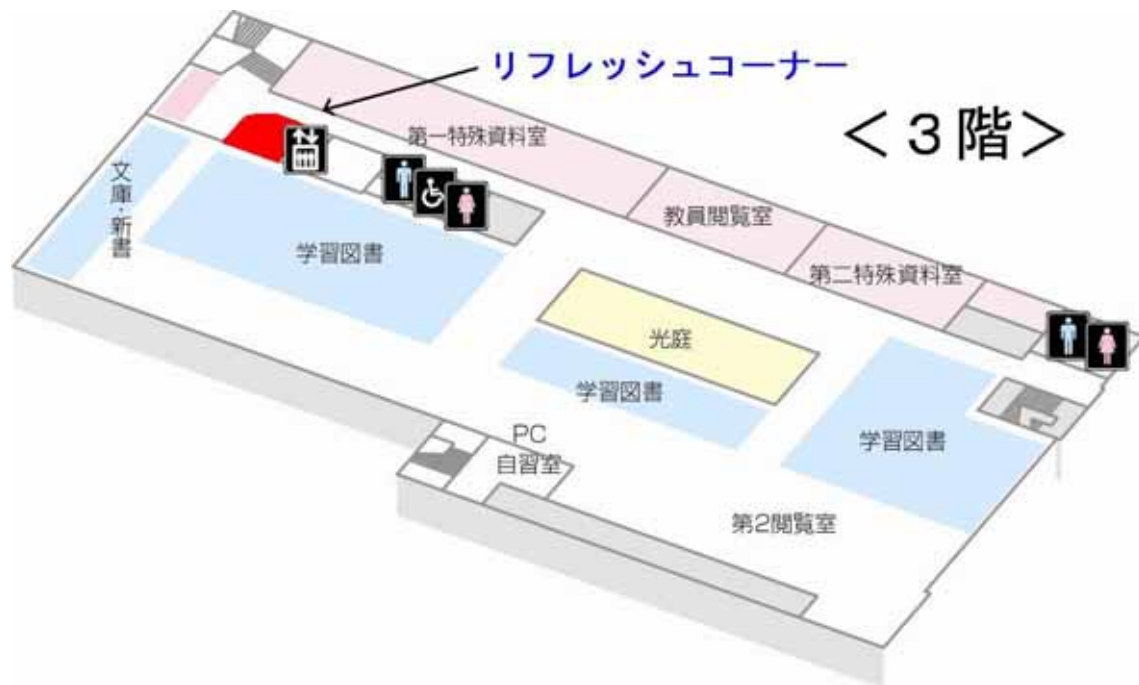 リフレッシュコーナー
＜３階＞
第一特殊資料室
文庫・新書
教員閲覧室
学習図書
第二特殊資料室
光庭
学習図書
PC
自習室
学習図書
第2閲覧室